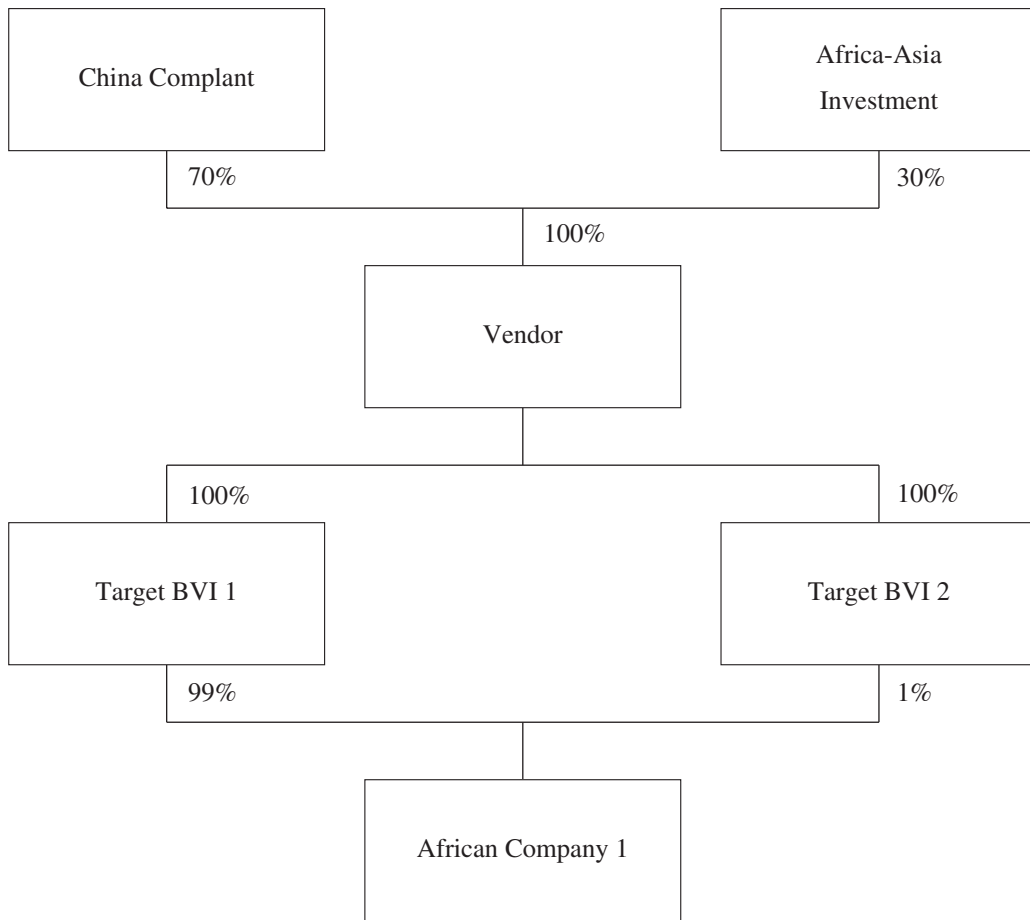 China Complant
Africa-Asia
Investment
70%
30%
100%
Vendor
100%
100%
Target BVI 1
Target BVI 2
99%
1%
African Company 1